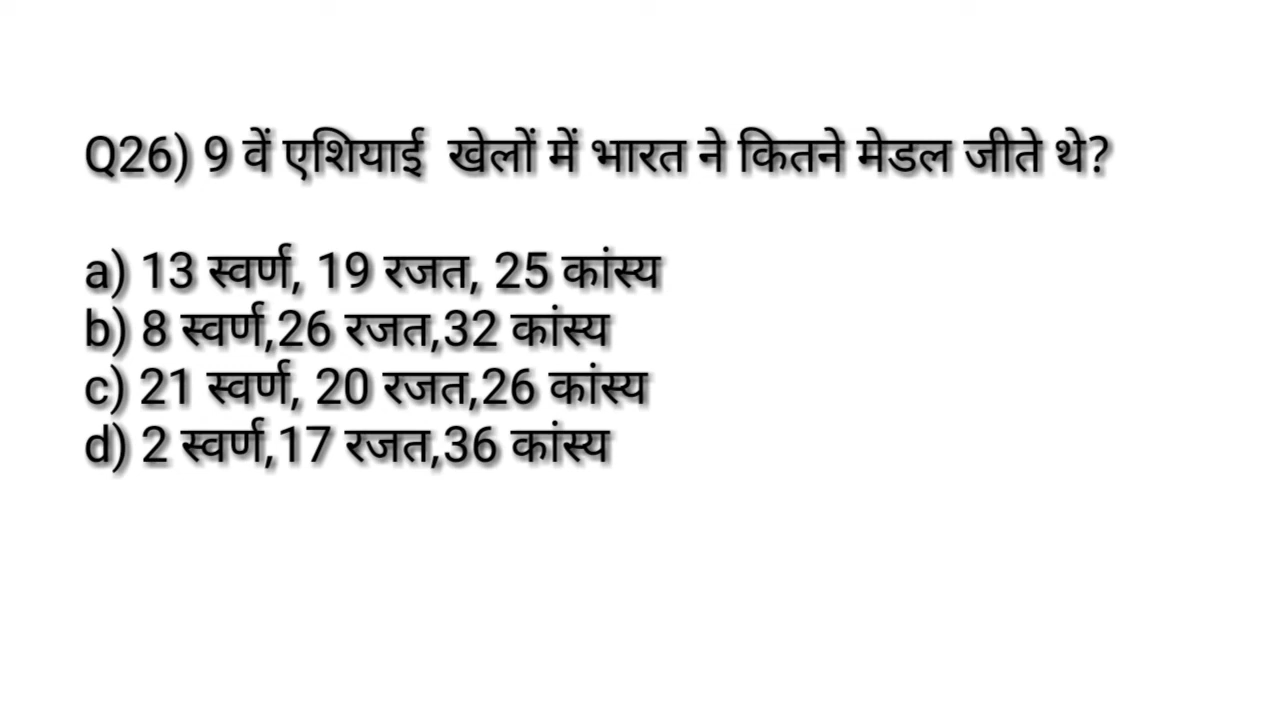 Q26) 9 वें एशियाई खेलों में भारत ने कितने मेडल जीते थे?
a) 13 स्वर्ण, 19 रजत, 25 कांस्य
b) 8 स्वर्ण,26 रजत,32 कांस्य
c) 21 स्वर्ण, 20 रजत,26 कांस्य
d) 2 स्वर्ण,17 रजत,36 कांस्य